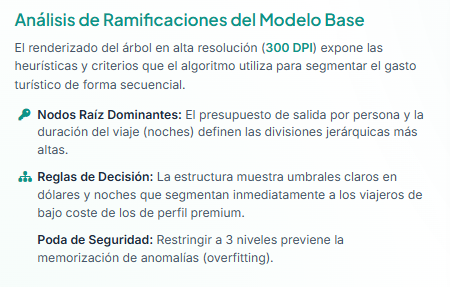 Análisis de Ramificaciones del Modelo Base
El renderizado del árbol en alta resolución (300 DPI) expone las
heurísticas y criterios que el algoritmo utiliza para segmentar el gasto
turístico de forma secuencial.
Nodos Raíz Dominantes: El presupuesto de salida por persona y la
duración del viaje (noches) definen las divisiones jerárquicas más
altas.
Reglas de Decisión: La estructura muestra umbrales claros en
dólares y noches que segmentan inmediatamente a los viajeros de
bajo coste de los de perfil premium.
Poda de Seguridad: Restringir a 3 niveles previene la
memorización de anomalías (overfitting).